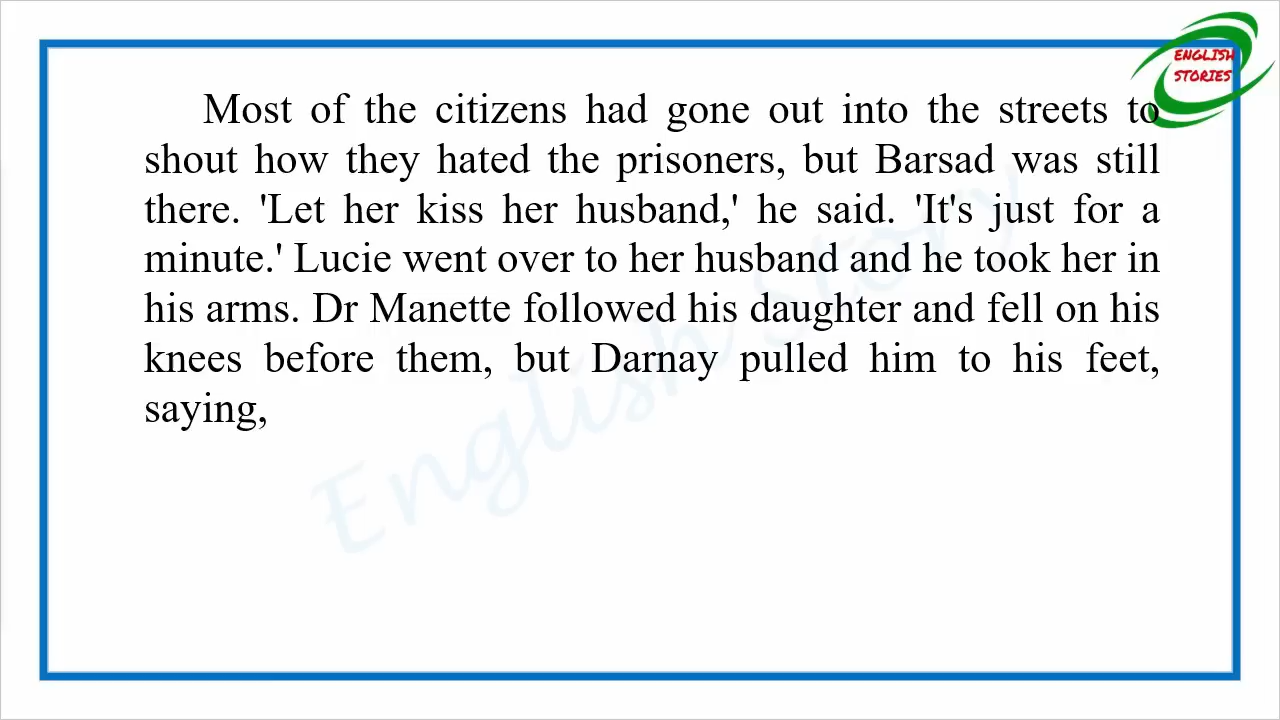 ENGLISH
STORIES
Most of the citizens had gone out into the streets to
shout how they hated the prisoners, but Barsad was still
there. 'Let her kiss her husband,' he said. 'It's just for a
minute.' Lucie went over to her husband and he took her in
his arms. Dr Manette followed his daughter and fell on his
knees before them, but Darnay pulled him to his feet,
saying,
English Story